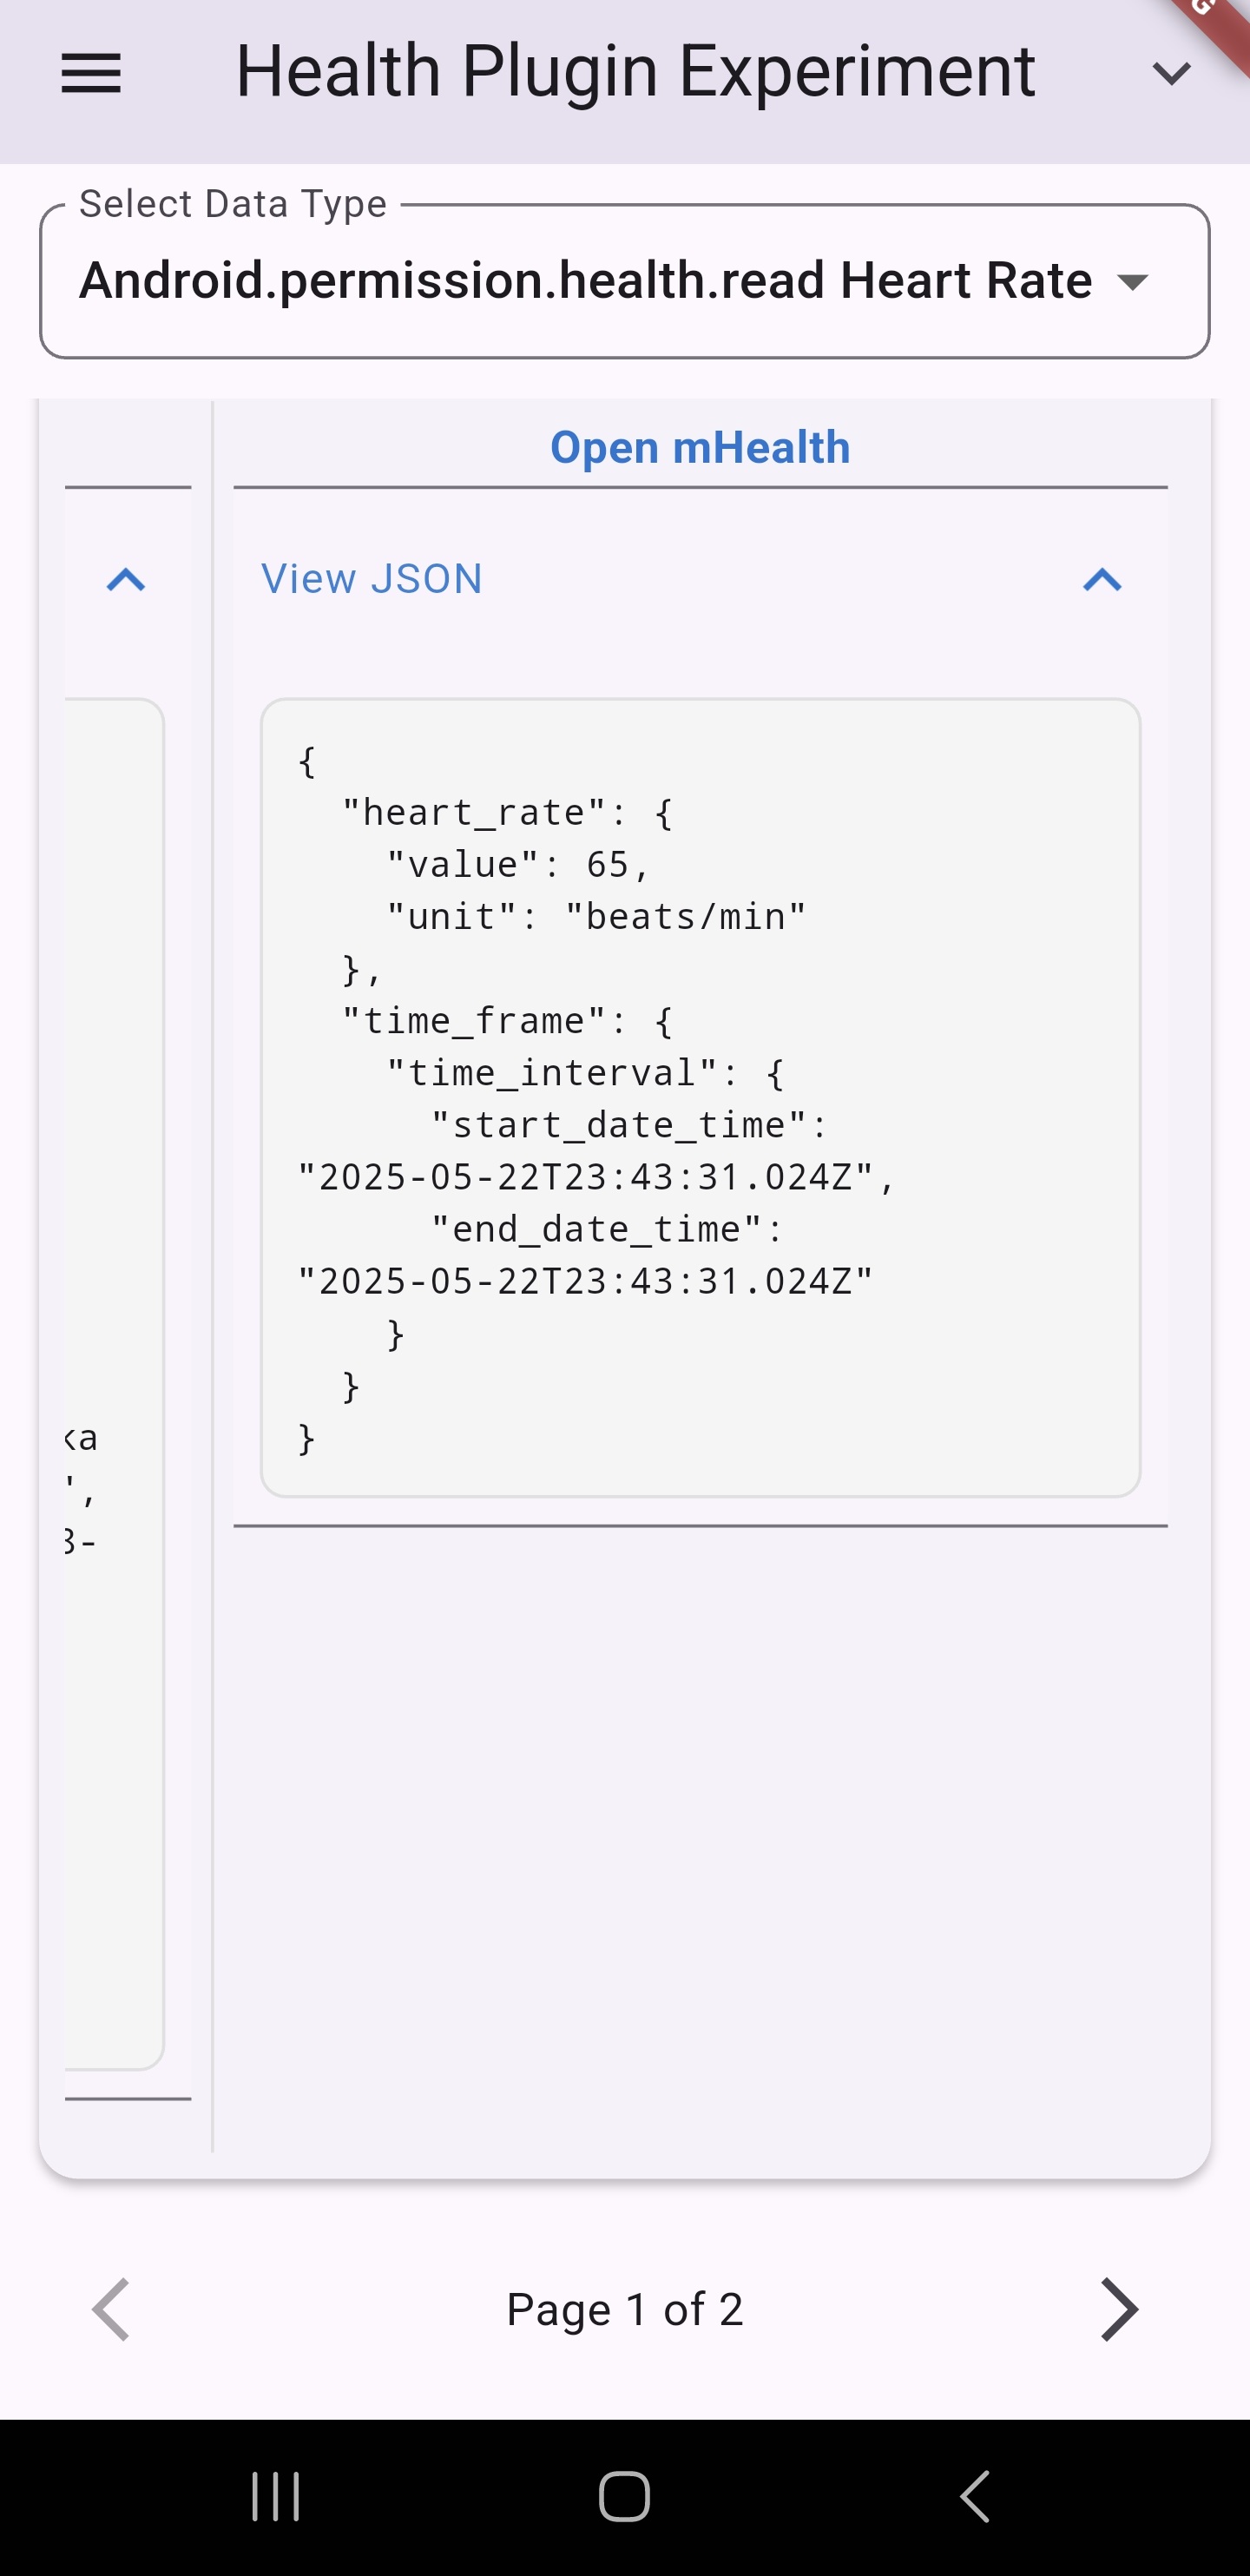 Health Plugin Experiment
G
Select Data Type
Android.permission.health.read Heart Rate
Open mHealth
View JSON
{
  "heart_rate": {
    "value": 65,
    "unit": "beats/min"
  },
  "time_frame": {
    "time_interval": {
      "start_date_time":
"2025-05-22T23:43:31.024Z",
      "end_date_time":
"2025-05-22T23:43:31.024Z"
    }
  }
}
ka
",
3-
Page 1 of 2